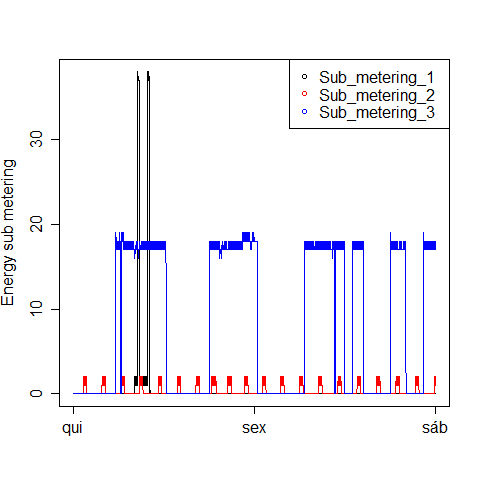 Sub_metering_1
Sub_metering_2
Sub_metering_3
Energy sub metering
30
20
10
0
qui sex sáb